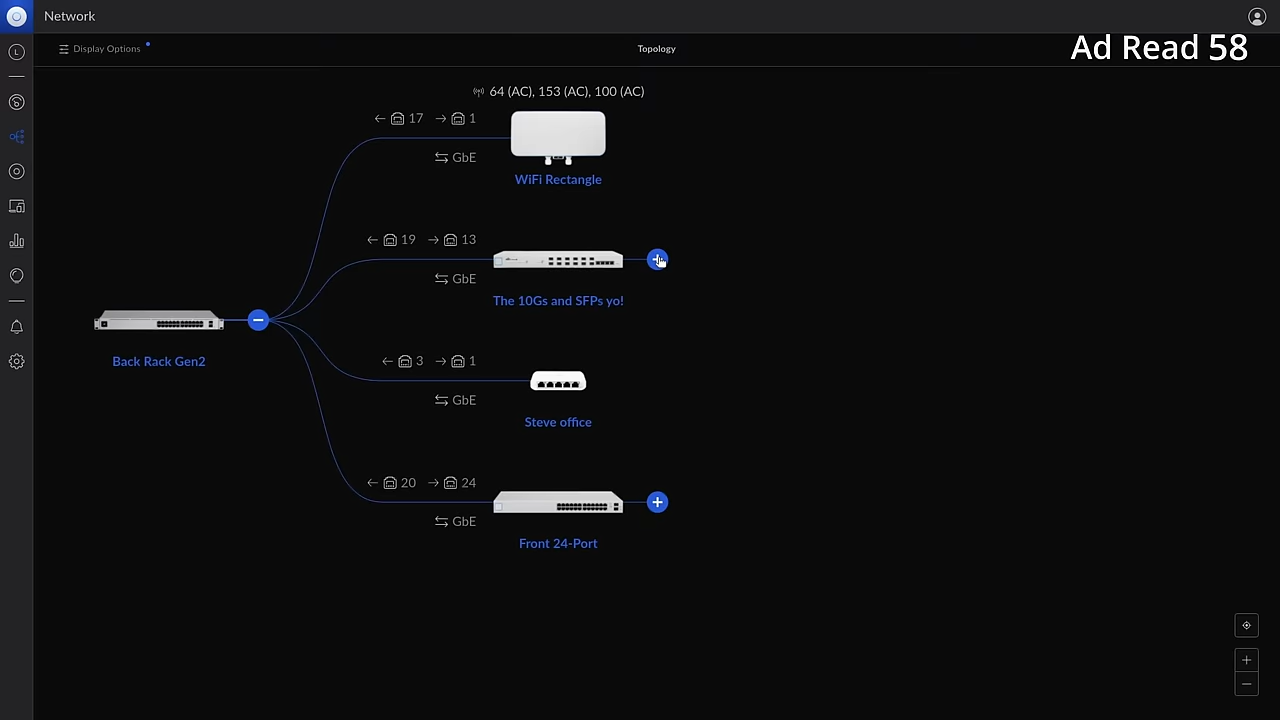 Network
Ad Read 58
Display Options
Topology
64 (AC), 153 (AC), 100 (AC)
17 1
GbE
WiFi Rectangle
19 13
GbE
The 10Gs and SFPs yo!
Back Rack Gen2
3 1
GbE
Steve office
20 24
GbE
Front 24-Port